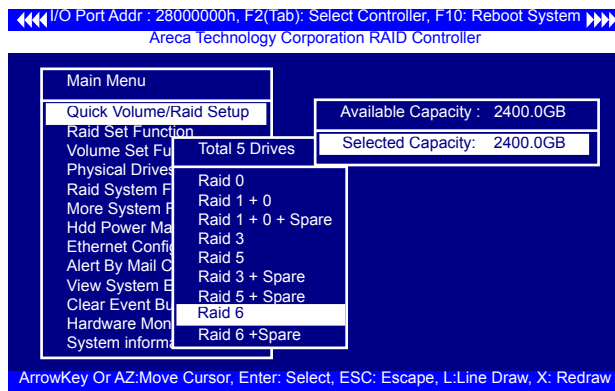 I/O Port Addr : 28000000h, F2(Tab): Select Controller, F10: Reboot System
Areca Technology Corporation RAID Controller
Main Menu
Quick Volume/Raid Setup
Raid Set Function
Volume Set Fu
Physical Drives
Raid System F
More System F
Hdd Power Ma
Ethernet Config
Alert By Mail C
View System E
Clear Event Bu
Hardware Mon
System informa
Total 5 Drives
Raid 0
Raid 1 + 0
Raid 1 + 0 + Spare
Raid 3
Raid 5
Raid 3 + Spare
Raid 5 + Spare
Raid 6
Raid 6 +Spare
Available Capacity : 2400.0GB
Selected Capacity: 2400.0GB
ArrowKey Or AZ:Move Cursor, Enter: Select, ESC: Escape, L:Line Draw, X: Redraw